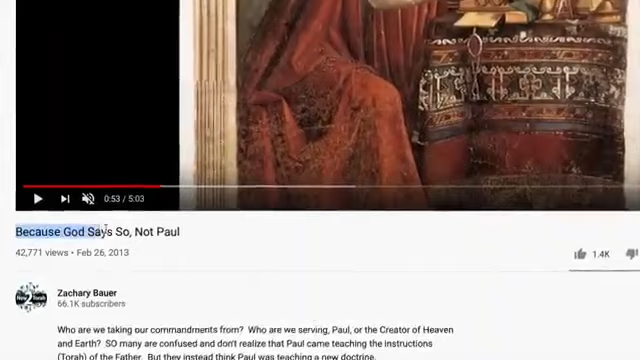 0:53 / 5:03
Because God Says So, Not Paul
42,771 views • Feb 26, 2013
1.4K
New2Torah
Zachary Bauer
66.1K subscribers
Who are we taking our commandments from? Who are we serving, Paul, or the Creator of Heaven
and Earth? SO many are confused and don't realize that Paul came teaching the instructions
(Torah) of the Father. But they instead think Paul was teaching a new doctrine.